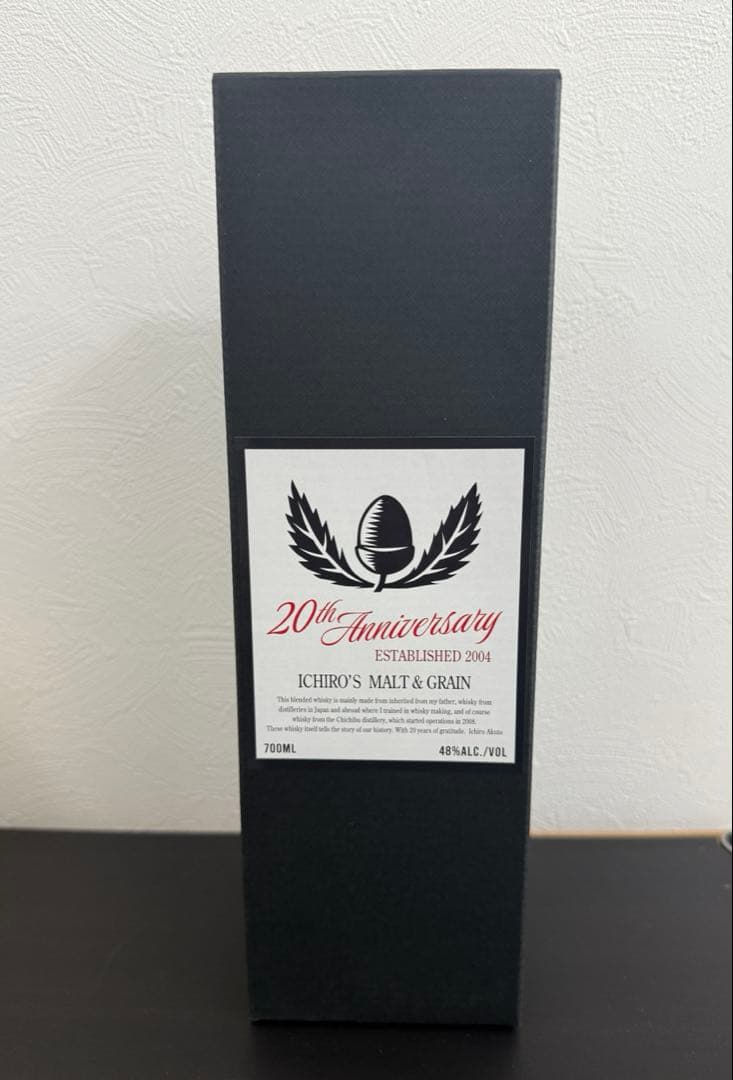 20th Anniversary
ESTABLISHED 2004
ICHIRO'S MALT & GRAIN
This blended whisky is mainly made from inherited from my father, whisky from
distilleries in Japan and abroad where I trained in whisky making, and of course
whisky from the Chichibu distillery, which started operations in 2008.
These whisky itself tells the story of our history. With 20 years of gratitude. Ichiro Akuto
700ML
48%ALC./VOL